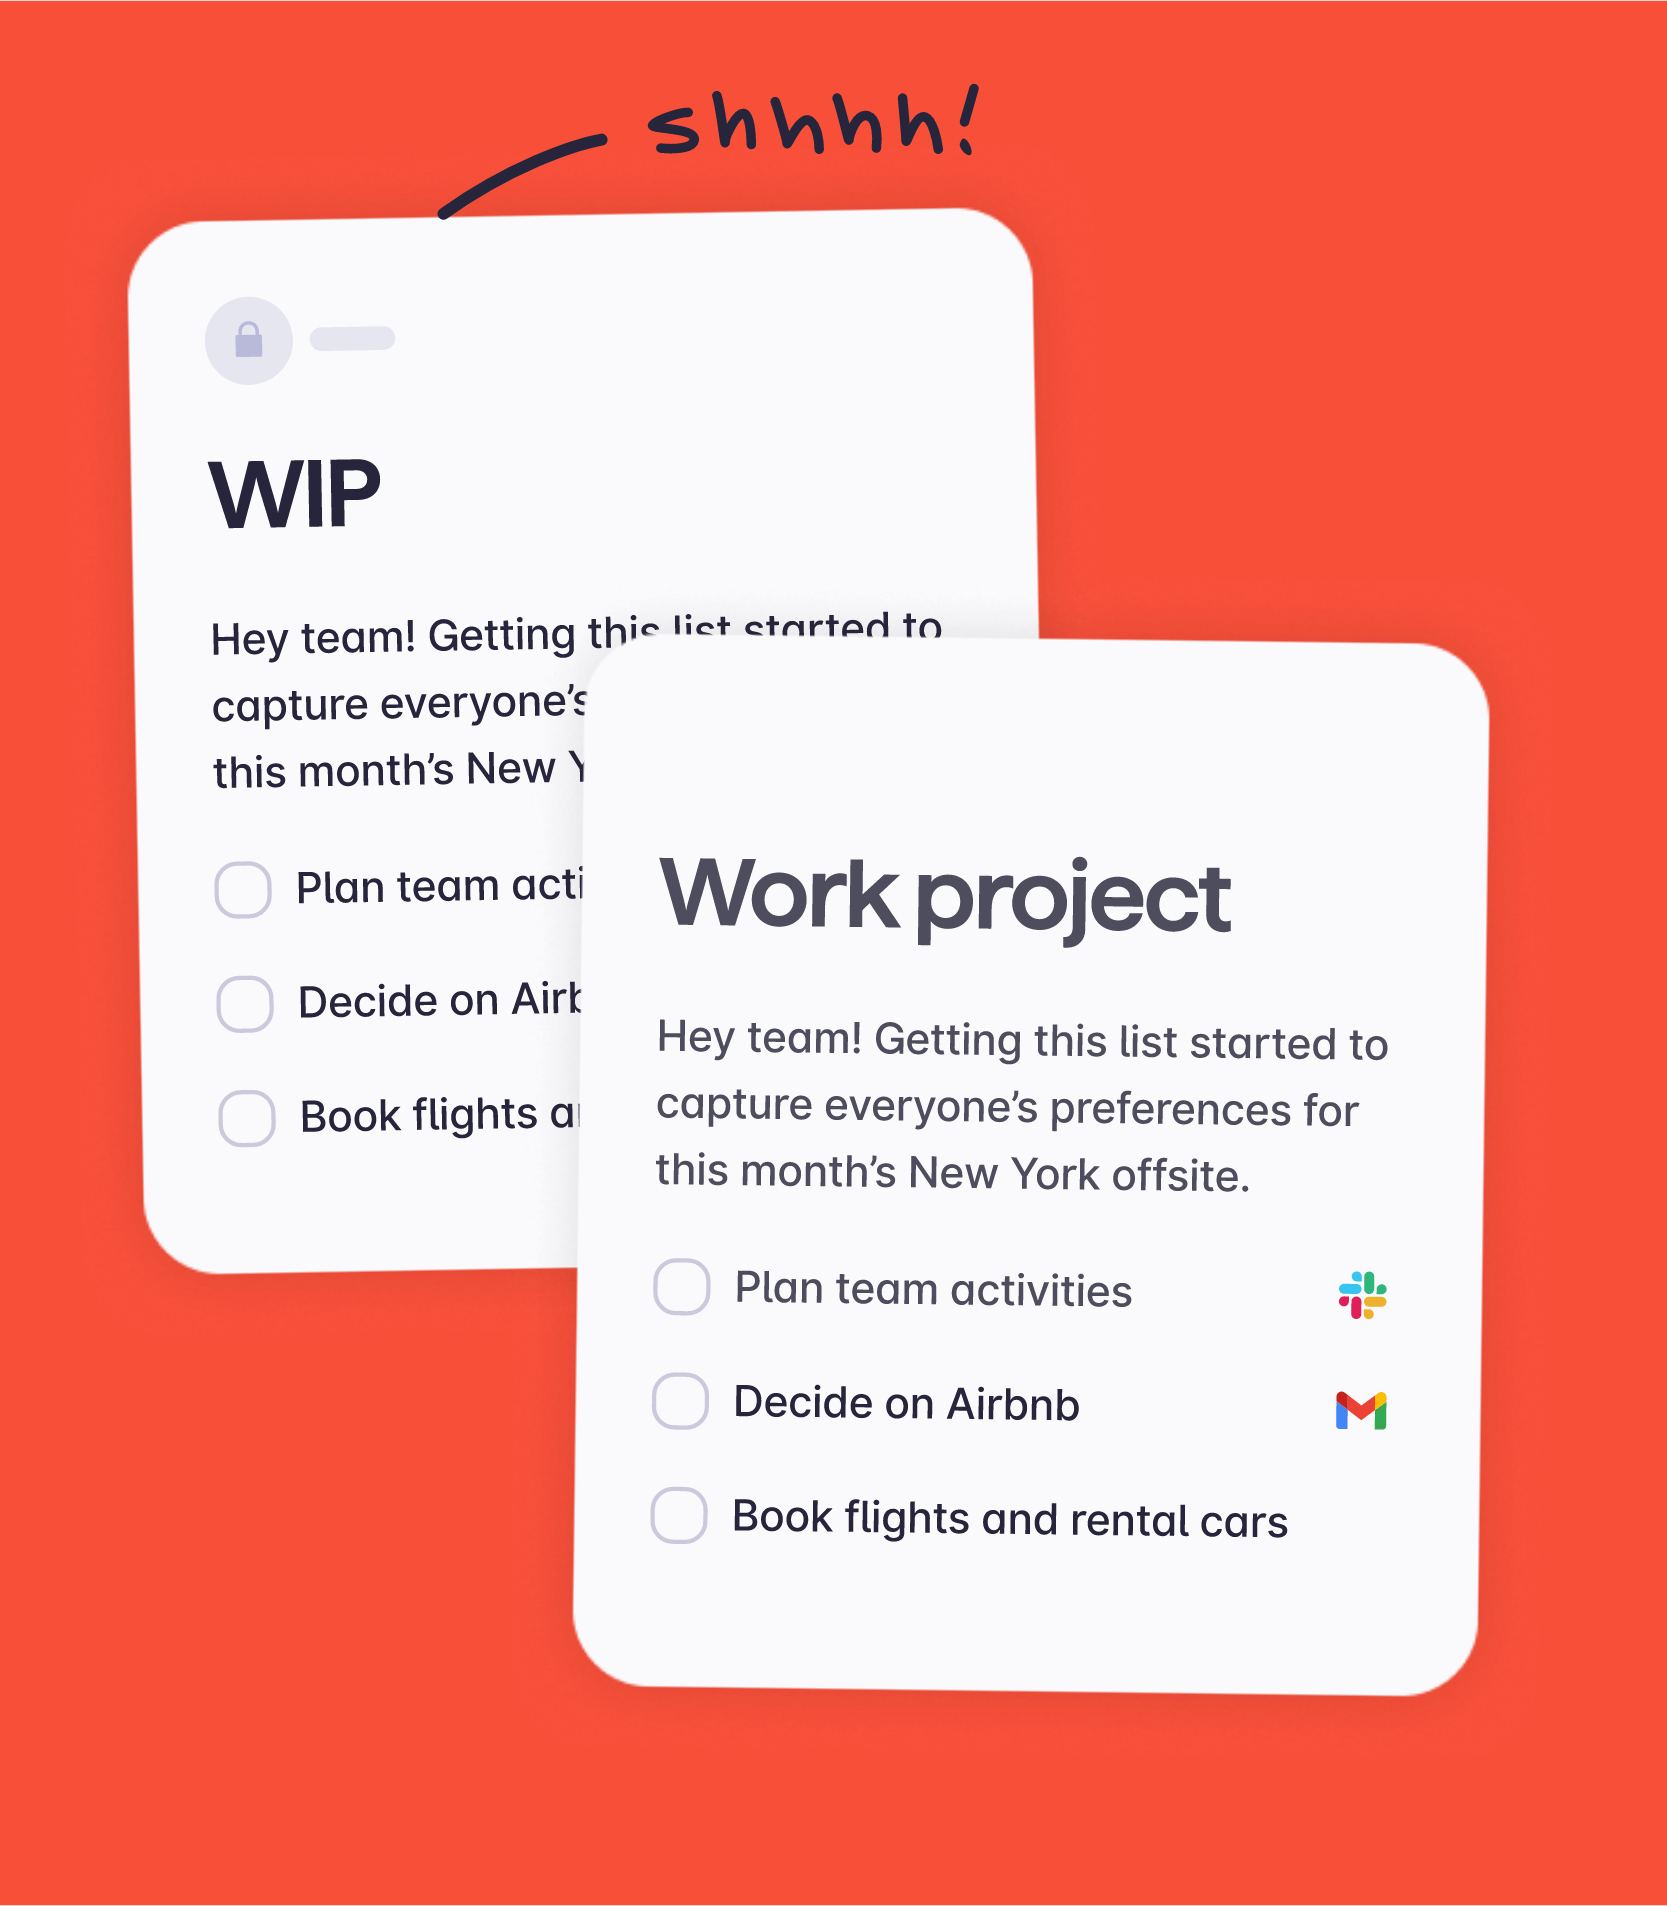 shhhh!
WIP
Hey team! Getting this list started to
capture everyone's
this month's New
Plan team
Decide on
Book flights
Work project
Hey team! Getting this list started to
capture everyone's preferences for
this month's New York offsite.
Plan team activities
Decide on Airbnb
Book flights and rental cars